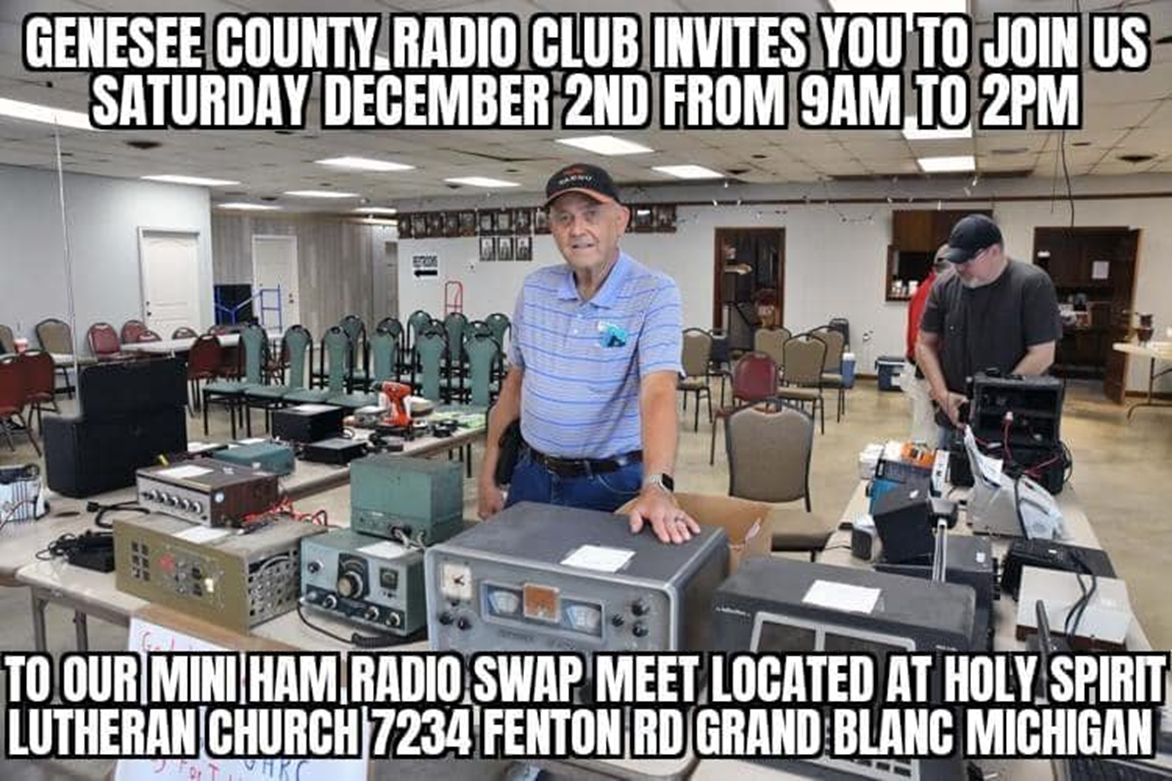 GENESEE COUNTY RADIO CLUB INVITES YOU TO JOIN US
SATURDAY DECEMBER 2ND FROM 9AM TO 2PM
RESTROOMS
TO OUR MINI HAM RADIO SWAP MEET LOCATED AT HOLY SPIRIT
LUTHERAN CHURCH 7234 FENTON RD GRAND BLANC MICHIGAN